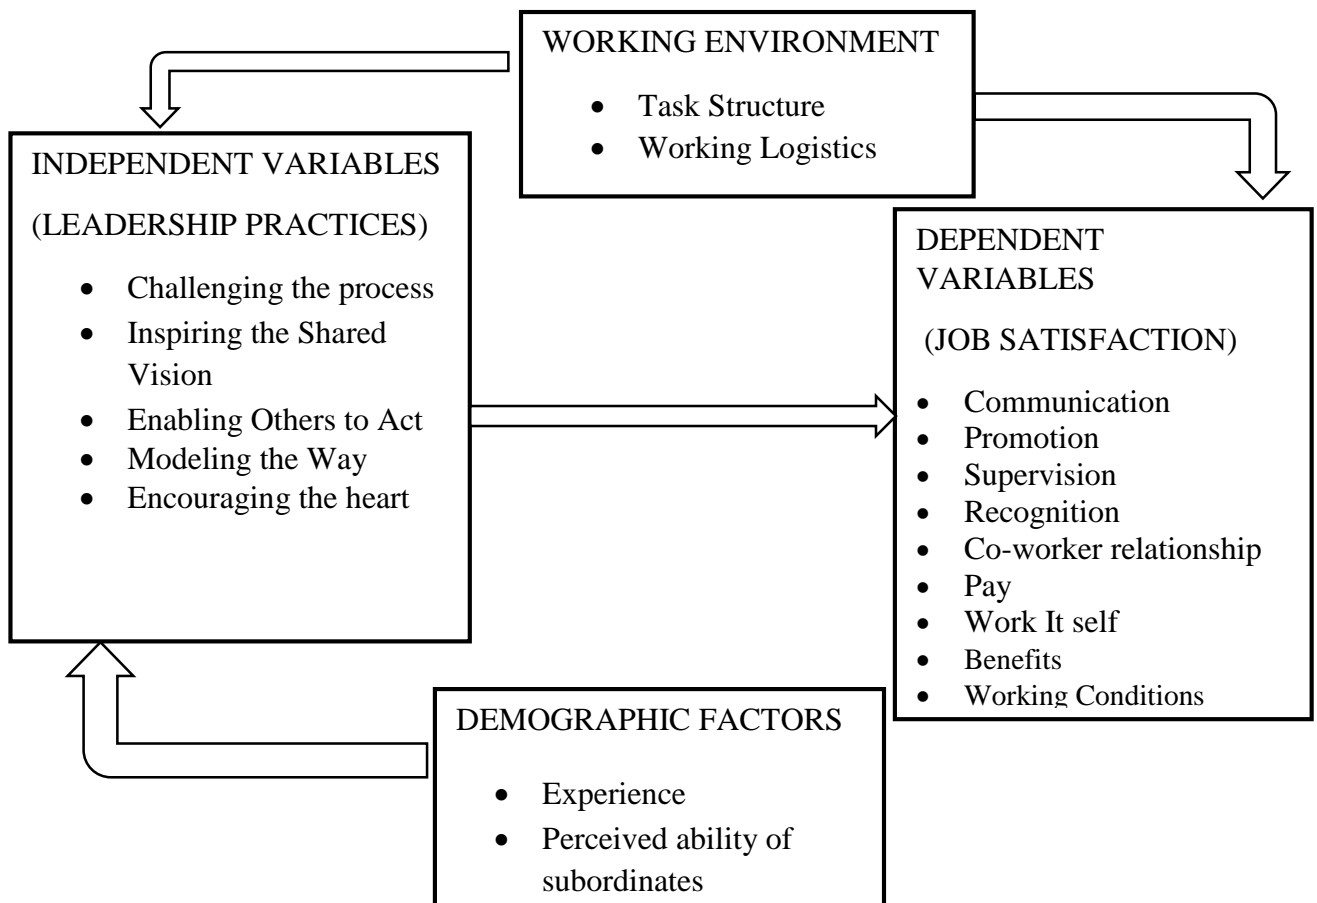 WORKING ENVIRONMENT
• Task Structure
• Working Logistics
INDEPENDENT VARIABLES
(LEADERSHIP PRACTICES)
• Challenging the process
• Inspiring the Shared
Vision
• Enabling Others to Act
• Modeling the Way
• Encouraging the heart
DEPENDENT
VARIABLES
(JOB SATISFACTION)
• Communication
• Promotion
• Supervision
• Recognition
• Co-worker relationship
• Pay
• Work It self
• Benefits
• Working Conditions
DEMOGRAPHIC FACTORS
• Experience
• Perceived ability of
subordinates